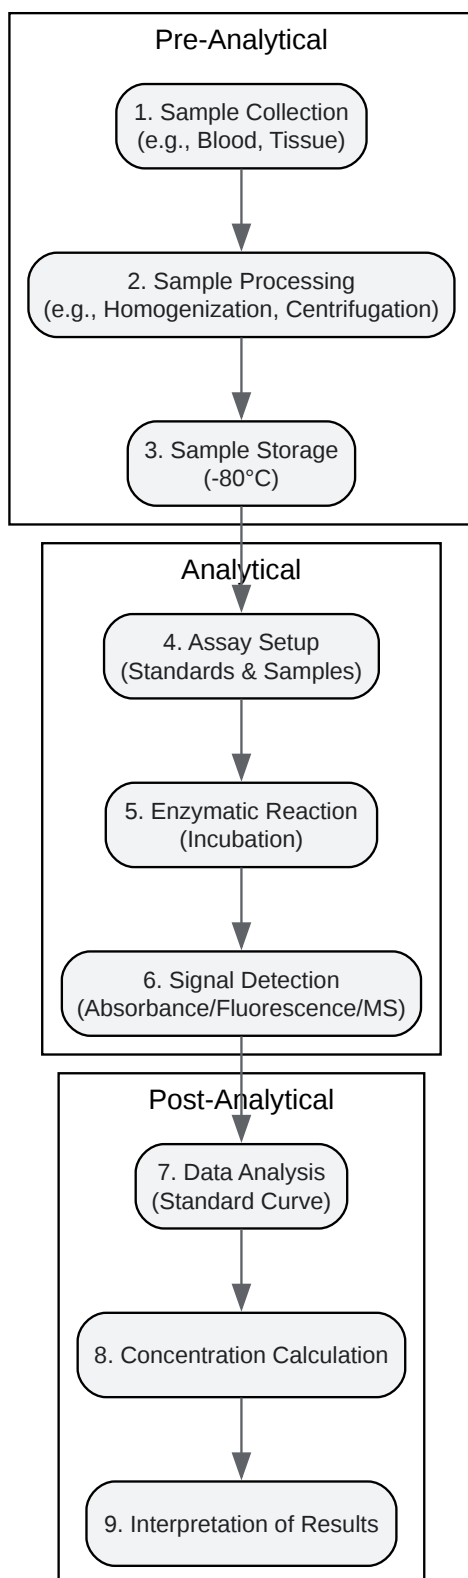 Pre-Analytical
1. Sample Collection
(e.g., Blood, Tissue)
2. Sample Processing
(e.g., Homogenization, Centrifugation)
3. Sample Storage
(-80°C)
Analytical
4. Assay Setup
(Standards & Samples)
5. Enzymatic Reaction
(Incubation)
6. Signal Detection
(Absorbance/Fluorescence/MS)
Post-Analytical
7. Data Analysis
(Standard Curve)
8. Concentration Calculation
9. Interpretation of Results